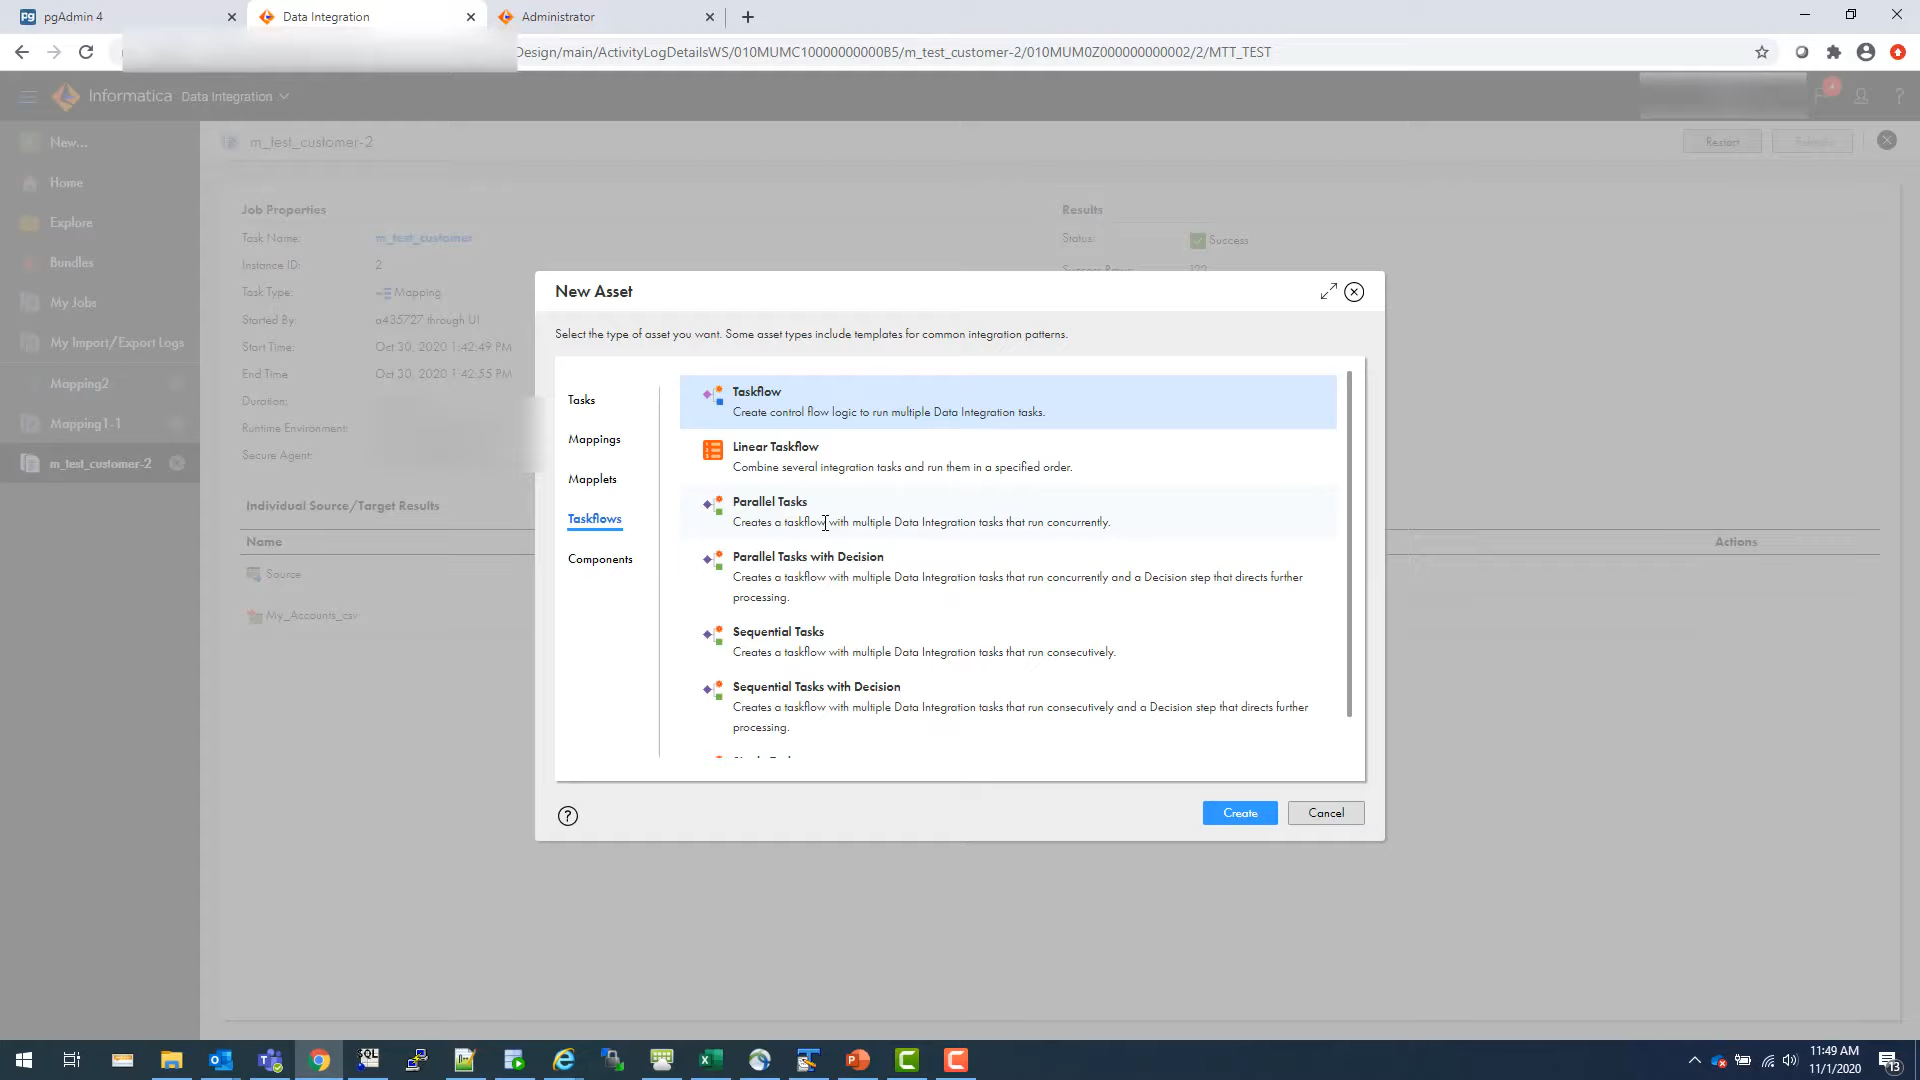 pgAdmin 4
Data Integration
Administrator
Design/main/ActivityLogDetailsWS/010MUMC10000000000B5/m_test_customer-2/010MUM0Z000000000002/2/MTT_TEST
Informatica Data Integration
New...
Home
Explore
Bundles
My Jobs
My Import/Export Logs
Mapping2
Mapping1-1
m_test_customer-2
m_test_customer-2
Restart
Job Properties
Task Name: m_test_customer
Instance ID: 2
Task Type: Mapping
Started By: a435727 through UI
Start Time: Oct 30, 2020 1:42:49 PM
End Time: Oct 30, 2020 1:42:55 PM
Duration:
Runtime Environment:
Secure Agent:
Results
Status: Success
Individual Source/Target Results
Name
Actions
Source
My_Accounts_csv
New Asset
Select the type of asset you want. Some asset types include templates for common integration patterns.
Tasks
Mappings
Mapplets
Taskflows
Components
Taskflow
Create control flow logic to run multiple Data Integration tasks.
Linear Taskflow
Combine several integration tasks and run them in a specified order.
Parallel Tasks
Creates a taskflow with multiple Data Integration tasks that run concurrently.
Parallel Tasks with Decision
Creates a taskflow with multiple Data Integration tasks that run concurrently and a Decision step that directs further
processing.
Sequential Tasks
Creates a taskflow with multiple Data Integration tasks that run consecutively.
Sequential Tasks with Decision
Creates a taskflow with multiple Data Integration tasks that run consecutively and a Decision step that directs further
processing.
?
Create
Cancel
11:49 AM
11/1/2020
13